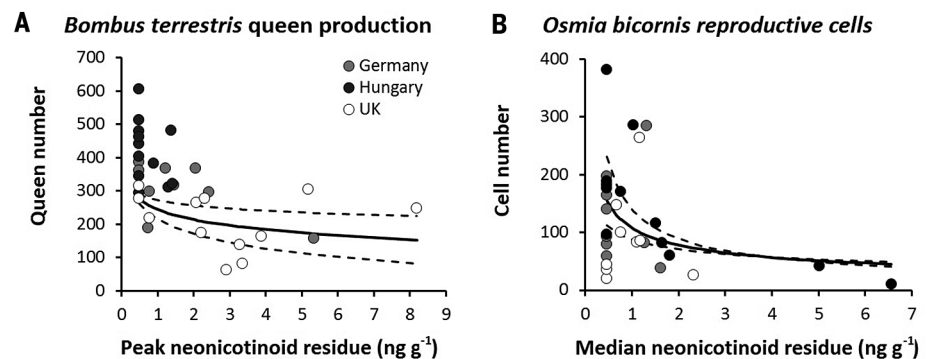 A Bombus terrestris queen production
700
600
500
400
300
200
100
0
Queen number
Germany
Hungary
UK
0 1 2 3 4 5 6 7 8 9
Peak neonicotinoid residue (ng g⁻¹)
B Osmia bicornis reproductive cells
400
300
200
100
0
Cell number
0 1 2 3 4 5 6 7
Median neonicotinoid residue (ng g⁻¹)